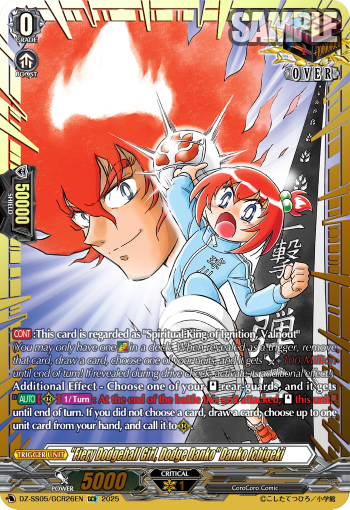 0
GRADE
SAMPLE
BOOST
OVER
50000
SHIELD
一撃
CONT:This card is regarded as "Spiritual King of Ignition, Valnort"
(You may only have one in a deck. When revealed as a trigger, remove
that card, draw a card, choose one of your units, and it gets +100 Million
until end of turn! If revealed during drive check, activate its additional effect!)
Additional Effect - Choose one of your rear-guards, and it gets
"AUTO 1/Turn: At the end of the battle this unit attacked, this unit"
until end of turn. If you did not choose a card, draw a card, choose up to one
unit card from your hand, and call it to
TRIGGER UNIT
"Fiery Dodgeball Girl, Dodge Danko" Danko Ichigeki
POWER
5000
CRITICAL
1
CoroCoro Comic
DZ-SS05/GCR26EN GCR 2025
©こしたてつひろ/小学館